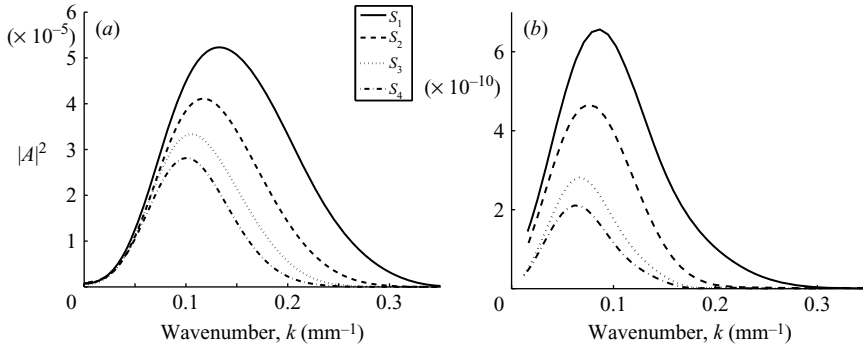 (a)
(× 10⁻⁵)
6
5
4
3
2
1
0
|A|²
0.1
0.2
0.3
Wavenumber, k (mm⁻¹)
S₁
S₂
S₃
S₄
(b)
(× 10⁻¹⁰)
6
4
2
0
0.1
0.2
0.3
Wavenumber, k (mm⁻¹)